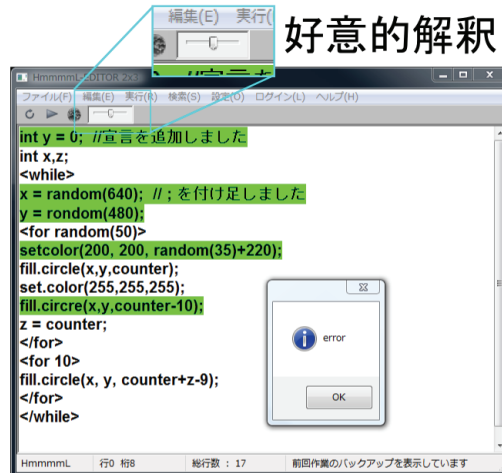 編集(E) 実行(
好意的解釈
HmmmmL-EDITOR 2x3
ファイル(F) 編集(E) 実行(R) 検索(S) 設定(O) ログイン(L) ヘルプ(H)
int y = 0; //宣言を追加しました
int x,z;
<while>
x = random(640); // ; を付け足しました
y = rondom(480);
<for random(50)>
setcolor(200, 200, random(35)+220);
fill.circle(x,y,counter);
set.color(255,255,255);
fill.circre(x,y,counter-10);
z = counter;
</for>
<for 10>
fill.circle(x, y, counter+z-9);
</for>
</while>
error
OK
HmmmmL 行0 桁8 総行数 : 17 前回作業のバックアップを表示しています